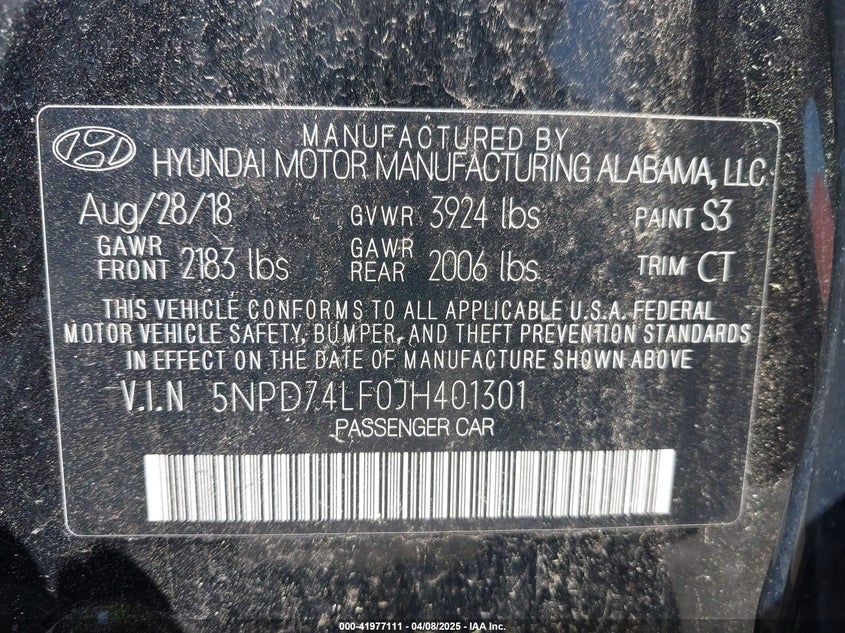 MANUFACTURED BY
HYUNDAI MOTOR MANUFACTURING ALABAMA, LLC
Aug/28/18 GVWR 3924 lbs PAINT S3
GAWR FRONT 2183 lbs GAWR REAR 2006 lbs TRIM CT
THIS VEHICLE CONFORMS TO ALL APPLICABLE U.S.A. FEDERAL
MOTOR VEHICLE SAFETY, BUMPER, AND THEFT PREVENTION STANDARDS
IN EFFECT ON THE DATE OF MANUFACTURE SHOWN ABOVE
V.I.N 5NPD74LF0JH401301
PASSENGER CAR
000-41977111 - 04/08/2025 - IAA Inc.